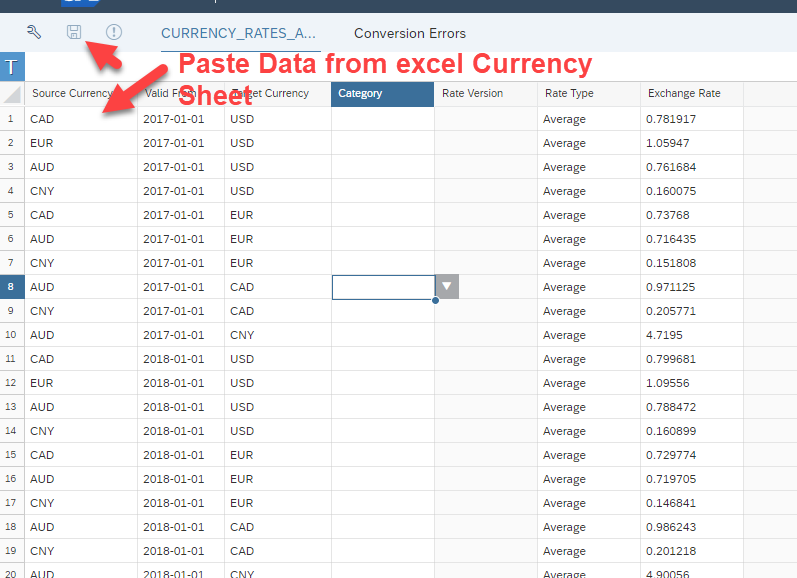 CURRENCY_RATES_A... Conversion Errors
T
Paste Data from excel Currency
Sheet
Source Currency Valid From Target Currency Category Rate Version Rate Type Exchange Rate
1 CAD 2017-01-01 USD Average 0.781917
2 EUR 2017-01-01 USD Average 1.05947
3 AUD 2017-01-01 USD Average 0.761684
4 CNY 2017-01-01 USD Average 0.160075
5 CAD 2017-01-01 EUR Average 0.73768
6 AUD 2017-01-01 EUR Average 0.716435
7 CNY 2017-01-01 EUR Average 0.151808
8 AUD 2017-01-01 CAD Average 0.971125
9 CNY 2017-01-01 CAD Average 0.205771
10 AUD 2017-01-01 CNY Average 4.7195
11 CAD 2018-01-01 USD Average 0.799681
12 EUR 2018-01-01 USD Average 1.09556
13 AUD 2018-01-01 USD Average 0.788472
14 CNY 2018-01-01 USD Average 0.160899
15 CAD 2018-01-01 EUR Average 0.729774
16 AUD 2018-01-01 EUR Average 0.719705
17 CNY 2018-01-01 EUR Average 0.146841
18 AUD 2018-01-01 CAD Average 0.986243
19 CNY 2018-01-01 CAD Average 0.201218
20 AUD 2018-01-01 CNY Average 4.90056